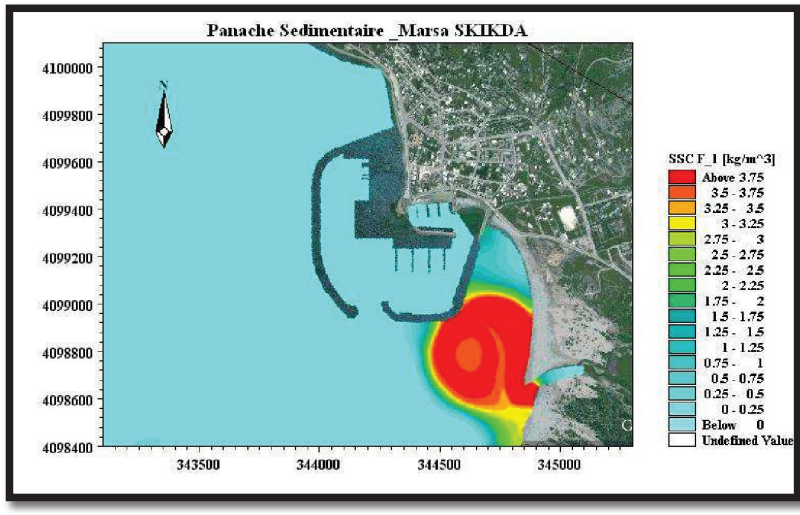 Panache Sedimentaire _Marsa SKIKDA
N
4100000
4099800
4099600
4099400
4099200
4099000
4098800
4098600
4098400
343500
344000
344500
345000
SSC F_1 [kg/m^3]
Above 3.75
3.5 - 3.75
3.25 - 3.5
3 - 3.25
2.75 - 3
2.5 - 2.75
2.25 - 2.5
2 - 2.25
1.75 - 2
1.5 - 1.75
1.25 - 1.5
1 - 1.25
0.75 - 1
0.5 - 0.75
0.25 - 0.5
0 - 0.25
Below 0
Undefined Value
G